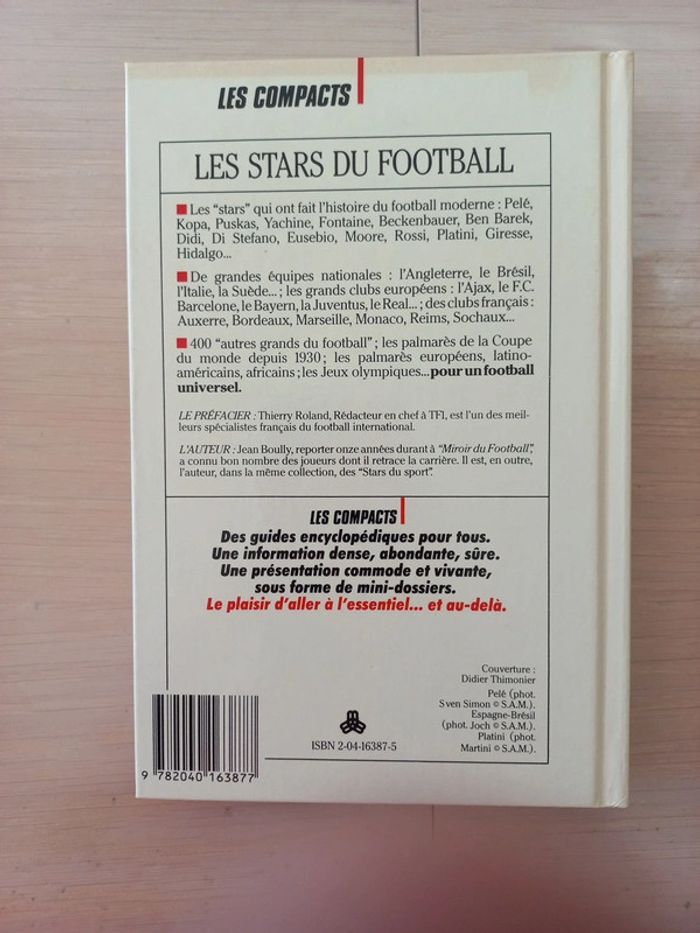 LES COMPACTS
LES STARS DU FOOTBALL
Les "stars" qui ont fait l'histoire du football moderne : Pelé,
Kopa, Puskas, Yachine, Fontaine, Beckenbauer, Ben Barek,
Didi, Di Stefano, Eusebio, Moore, Rossi, Platini, Giresse,
Hidalgo...
De grandes équipes nationales : l'Angleterre, le Brésil,
l'Italie, la Suède... ; les grands clubs européens : l'Ajax, le F.C.
Barcelone, le Bayern, la Juventus, le Real... ; des clubs français :
Auxerre, Bordeaux, Marseille, Monaco, Reims, Sochaux...
400 "autres grands du football" ; les palmarès de la Coupe
du monde depuis 1930 ; les palmarès européens, latino-
américains, africains ; les Jeux olympiques... pour un football
universel.
LE PRÉFACIER : Thierry Roland, Rédacteur en chef à TF1, est l'un des meil-
leurs spécialistes français du football international.
L'AUTEUR : Jean Boully, reporter onze années durant à "Miroir du Football",
a connu bon nombre des joueurs dont il retrace la carrière. Il est, en outre,
l'auteur, dans la même collection, des "Stars du sport".
LES COMPACTS
Des guides encyclopédiques pour tous.
Une information dense, abondante, sûre.
Une présentation commode et vivante,
sous forme de mini-dossiers.
Le plaisir d'aller à l'essentiel... et au-delà.
Couverture :
Didier Thimonier
Pelé (phot.
Sven Simon © S.A.M.).
Espagne-Brésil
(phot. Joch © S.A.M.).
Platini (phot.
Martini © S.A.M.).
ISBN 2-04-16387-5
9 782040 163877